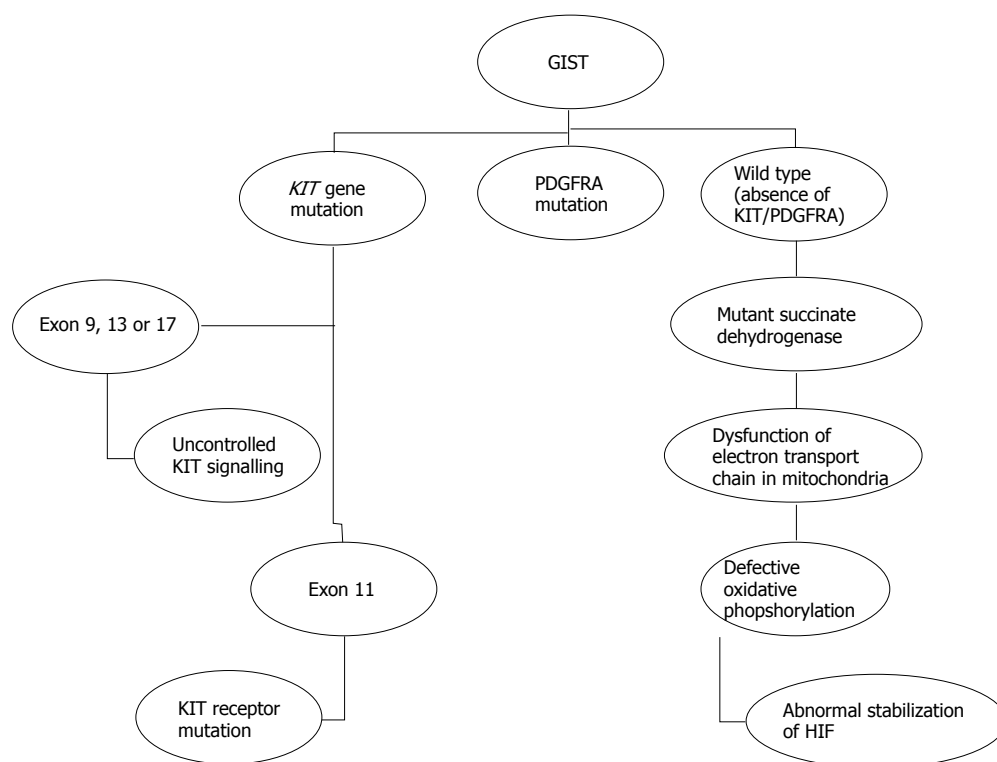 GIST
KIT gene
mutation
PDGFRA
mutation
Wild type
(absence of
KIT/PDGFRA)
Exon 9, 13 or 17
Mutant succinate
dehydrogenase
Uncontrolled
KIT signalling
Dysfunction of
electron transport
chain in mitochondria
Exon 11
Defective
oxidative
phopshorylation
KIT receptor
mutation
Abnormal stabilization
of HIF